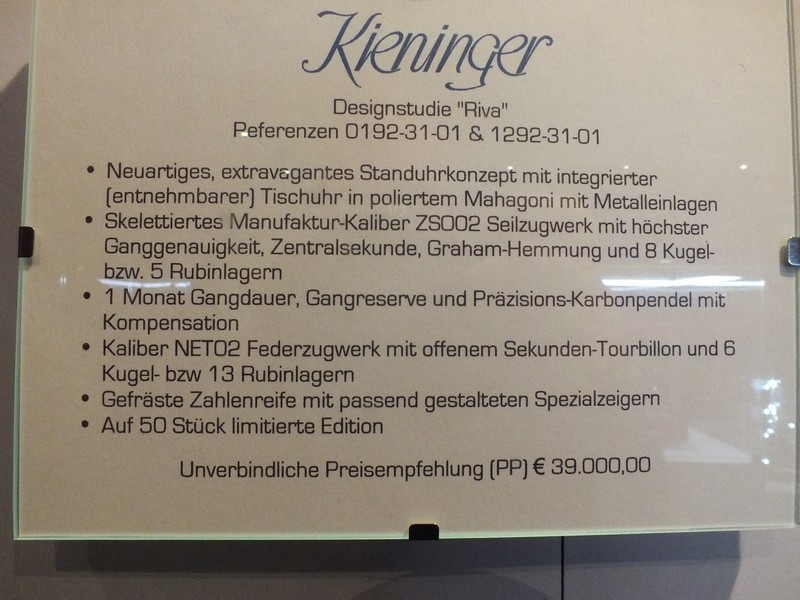 Kieninger
Designstudie "Riva"
Referenzen 0192-31-01 & 1292-31-01
• Neuartiges, extravagantes Standuhrkonzept mit integrierter
(entnehmbarer) Tischuhr in poliertem Mahagoni mit Metalleinlagen
• Skelettiertes Manufaktur-Kaliber ZS002 Seilzugwerk mit höchster
Ganggenauigkeit, Zentralsekunde, Graham-Hemmung und 8 Kugel-
bzw. 5 Rubinlagern
• 1 Monat Gangdauer, Gangreserve und Präzisions-Karbonpendel mit
Kompensation
• Kaliber NET02 Federzugwerk mit offenem Sekunden-Tourbillon und 6
Kugel- bzw 13 Rubinlagern
• Gefräste Zahlenreife mit passend gestalteten Spezialzeigern
• Auf 50 Stück limitierte Edition
Unverbindliche Preisempfehlung (PP) € 39.000,00